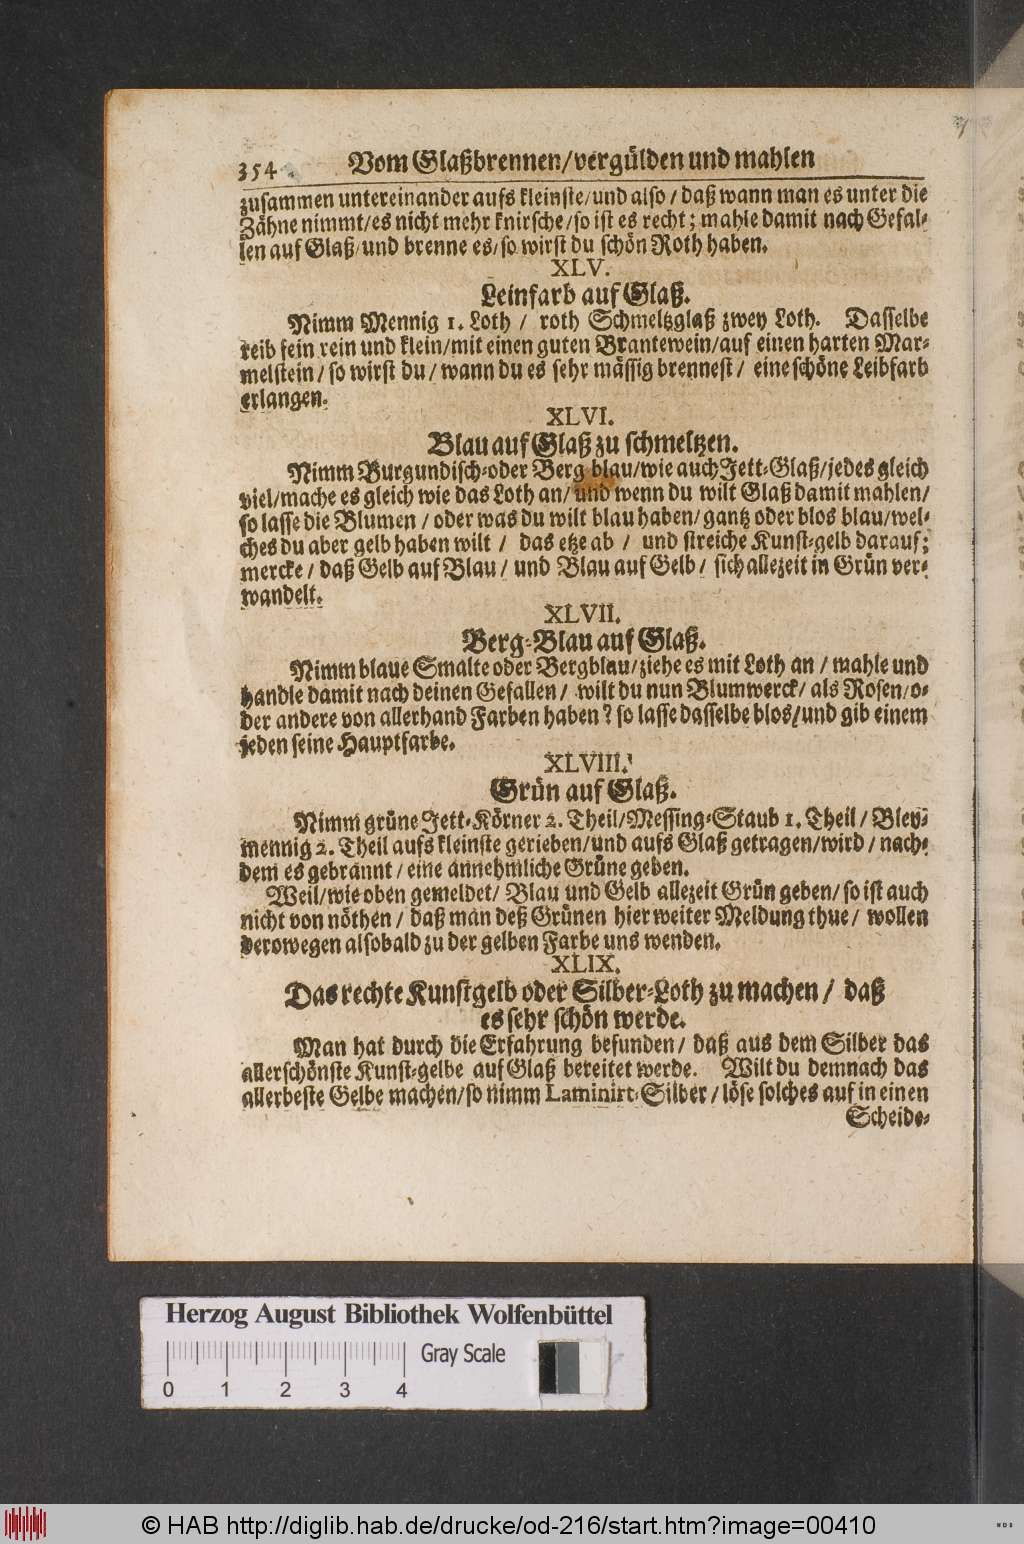 354 Vom Glaßbrennen/vergülden und mahlen
zusammen untereinander aufs kleinste/und also / daß wann man es unter die
Zähne nimmt/es nicht mehr knirsche/so ist es recht; mahle damit nach Gefal-
len auf Glaß/und brenne es/so wirst du schön Roth haben.
XLV.
Leinfarb auf Glaß.
Nimm Mennig 1. Loth / roth Schmeltzglaß zwey Loth. Dasselbe
reib fein rein und klein/mit einen guten Brantewein/auf einen harten Mar-
melstein/so wirst du/wann du es sehr mässig brennest / eine schöne Leibfarb
erlangen.
XLVI.
Blau auf Glaß zu schmeltzen.
Nimm Burgundisch-oder Berg blau/wie auch Jett-Glaß/jedes gleich
viel/mache es gleich wie das Loth an/und wenn du wilt Glaß damit mahlen/
so lasse die Blumen / oder was du wilt blau haben/gantz oder blos blau/wel-
ches du aber gelb haben wilt / das etze ab / und streiche Kunst-gelb darauf;
mercke / daß Gelb auf Blau / und Blau auf Gelb / sich allezeit in Grün ver-
wandelt.
XLVII.
Berg-Blau auf Glaß.
Nimm blaue Smalte oder Bergblau/ziehe es mit Loth an / mahle und
handle damit nach deinen Gefallen / wilt du nun Blumwerck / als Rosen/o-
der andere von allerhand Farben haben? so lasse dasselbe blos/und gib einem
jeden seine Hauptfarbe.
XLVIII.
Grün auf Glaß.
Nimm grüne Jett-Körner 2. Theil/Messing-Staub 1. Theil / Bley-
mennig 2. Theil aufs kleinste gerieben/und aufs Glaß getragen/wird / nach-
dem es gebrannt / eine annehmliche Grüne geben.
Weil/wie oben gemeldet/ Blau und Gelb allezeit Grün geben/so ist auch
nicht von nöthen / daß man deß Grünen hier weiter Meldung thue / wollen
derowegen alsobald zu der gelben Farbe uns wenden.
XLIX.
Das rechte Kunstgelb oder Silber-Loth zu machen / daß
es sehr schön werde.
Man hat durch die Erfahrung befunden / daß aus dem Silber das
allerschönste Kunst-gelbe auf Glaß bereitet werde. Wilt du demnach das
allerbeste Gelbe machen/so nimm Laminirt-Silber / löse solches auf in einen
Scheide-
Herzog August Bibliothek Wolfenbüttel
Gray Scale
0 1 2 3 4
© HAB http://diglib.hab.de/drucke/od-216/start.htm?image=00410